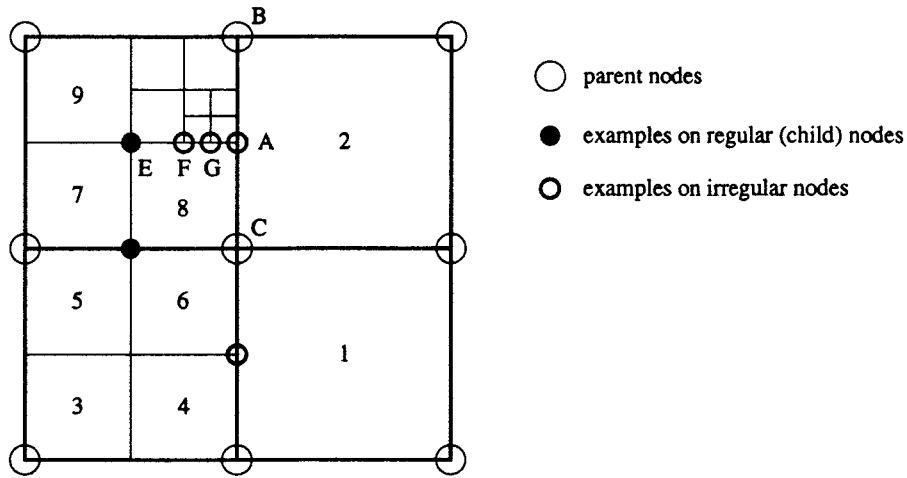 B
parent nodes
9
A
2
examples on regular (child) nodes
E
F
G
7
8
examples on irregular nodes
C
5
6
1
3
4